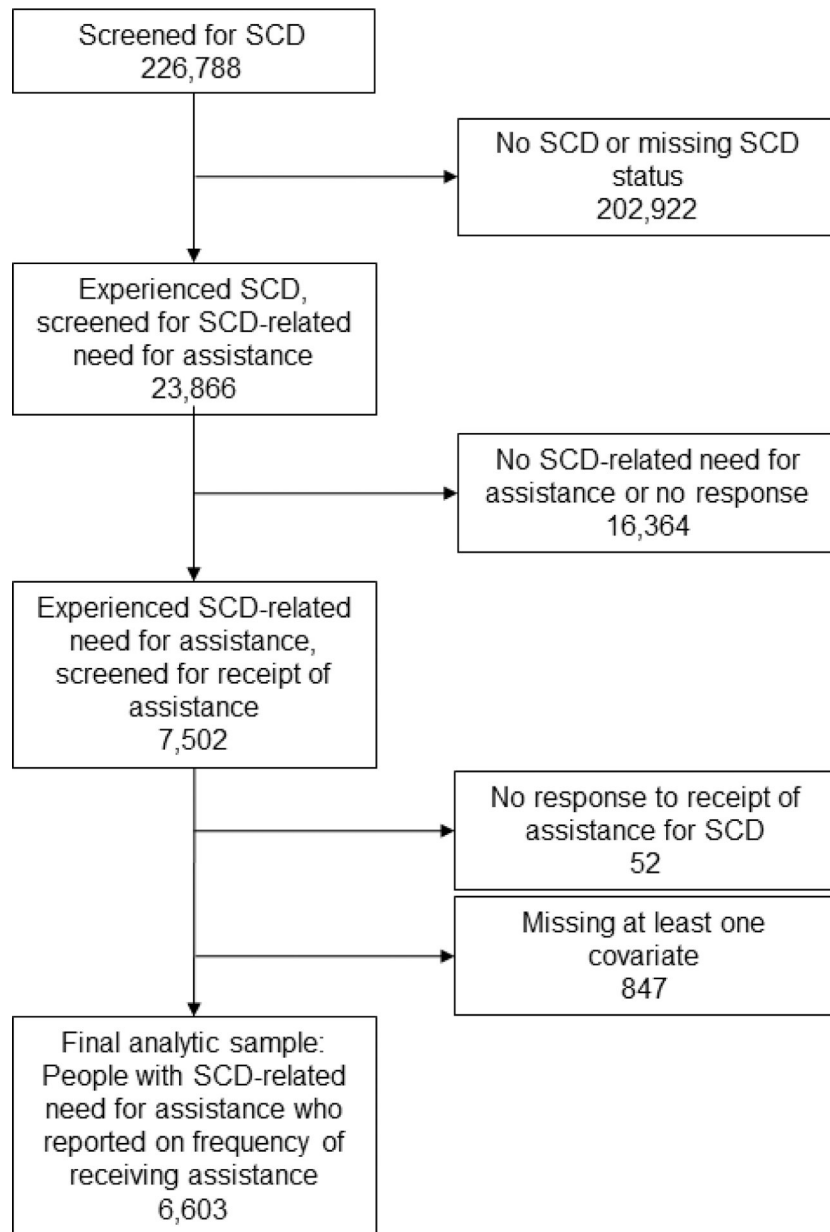 Screened for SCD
226,788
No SCD or missing SCD
status
202,922
Experienced SCD,
screened for SCD-related
need for assistance
23,866
No SCD-related need for
assistance or no response
16,364
Experienced SCD-related
need for assistance,
screened for receipt of
assistance
7,502
No response to receipt of
assistance for SCD
52
Missing at least one
covariate
847
Final analytic sample:
People with SCD-related
need for assistance who
reported on frequency of
receiving assistance
6,603